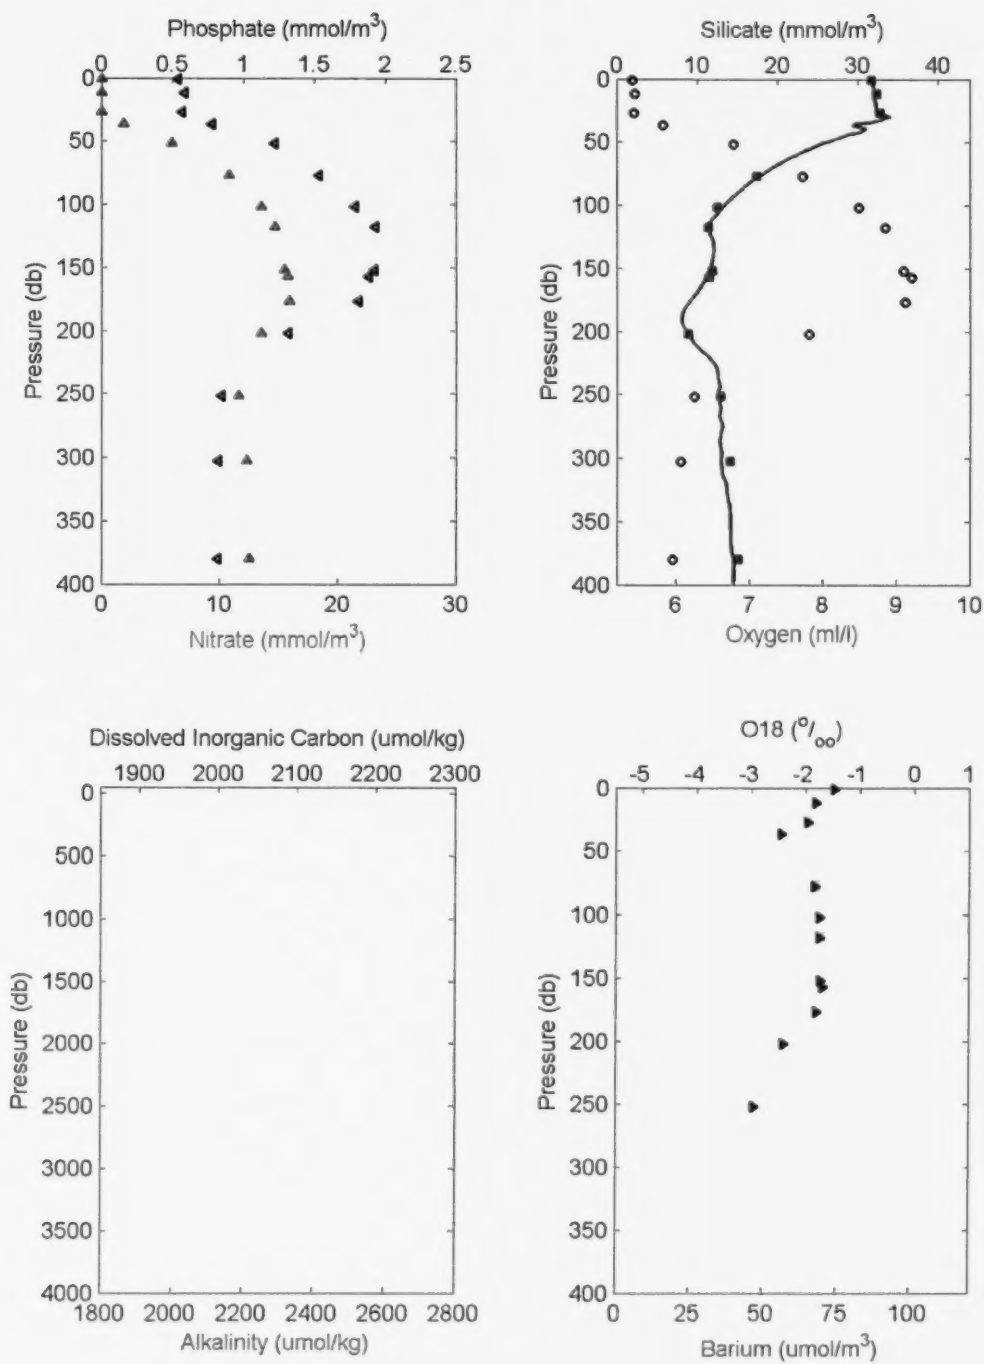 Phosphate (mmol/m³)
0 0.5 1 1.5 2 2.5
0
50
100
150
200
250
300
350
400
Pressure (db)
0 10 20 30
Nitrate (mmol/m³)
Silicate (mmol/m³)
0 10 20 30 40
0
50
100
150
200
250
300
350
400
Pressure (db)
6 7 8 9 10
Oxygen (ml/l)
Dissolved Inorganic Carbon (umol/kg)
1900 2000 2100 2200 2300
0
500
1000
1500
2000
2500
3000
3500
4000
Pressure (db)
1800 2000 2200 2400 2600 2800
Alkalinity (umol/kg)
O18 (º/oo)
-5 -4 -3 -2 -1 0 1
0
50
100
150
200
250
300
350
400
Pressure (db)
0 25 50 75 100
Barium (umol/m³)